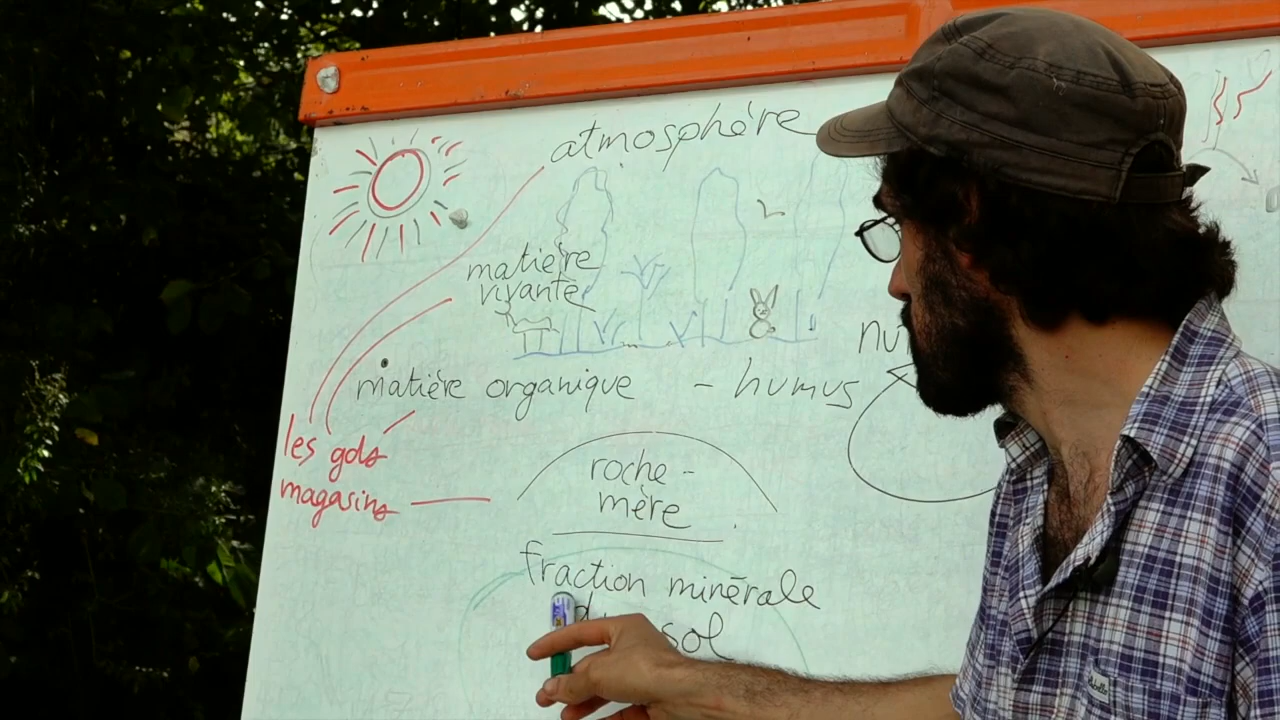 atmosphère
matière
vivante
matière organique - humus
les gds
magasins
roche-
mère
fraction minérale
sol